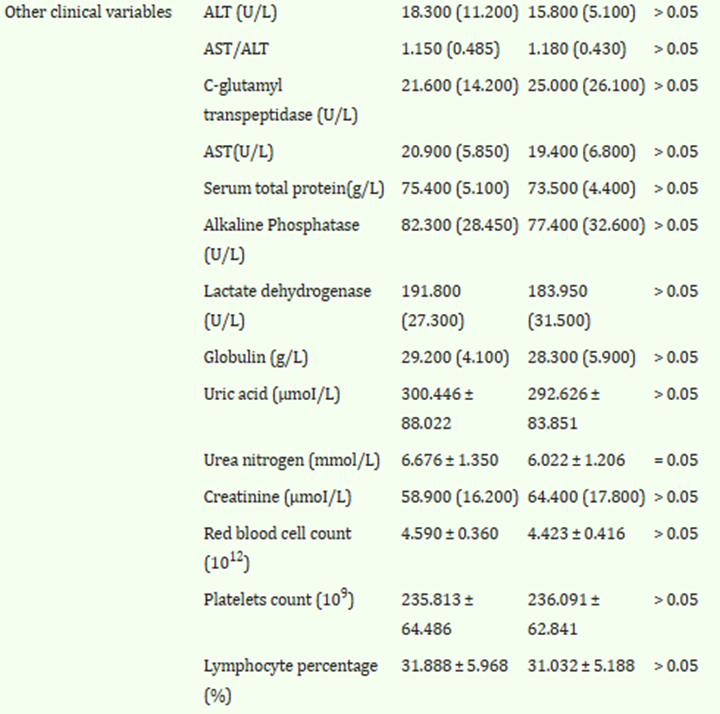 Other clinical variables ALT (U/L) 18.300 (11.200) 15.800 (5.100) > 0.05
AST/ALT 1.150 (0.485) 1.180 (0.430) > 0.05
C-glutamyl 21.600 (14.200) 25.000 (26.100) > 0.05
transpeptidase (U/L)
AST(U/L) 20.900 (5.850) 19.400 (6.800) > 0.05
Serum total protein(g/L) 75.400 (5.100) 73.500 (4.400) > 0.05
Alkaline Phosphatase 82.300 (28.450) 77.400 (32.600) > 0.05
(U/L)
Lactate dehydrogenase 191.800 183.950 > 0.05
(U/L) (27.300) (31.500)
Globulin (g/L) 29.200 (4.100) 28.300 (5.900) > 0.05
Uric acid (μmoI/L) 300.446 ± 292.626 ± > 0.05
88.022 83.851
Urea nitrogen (mmol/L) 6.676 ± 1.350 6.022 ± 1.206 = 0.05
Creatinine (μmoI/L) 58.900 (16.200) 64.400 (17.800) > 0.05
Red blood cell count 4.590 ± 0.360 4.423 ± 0.416 > 0.05
(10¹²)
Platelets count (10⁹) 235.813 ± 236.091 ± > 0.05
64.486 62.841
Lymphocyte percentage 31.888 ± 5.968 31.032 ± 5.188 > 0.05
(%)